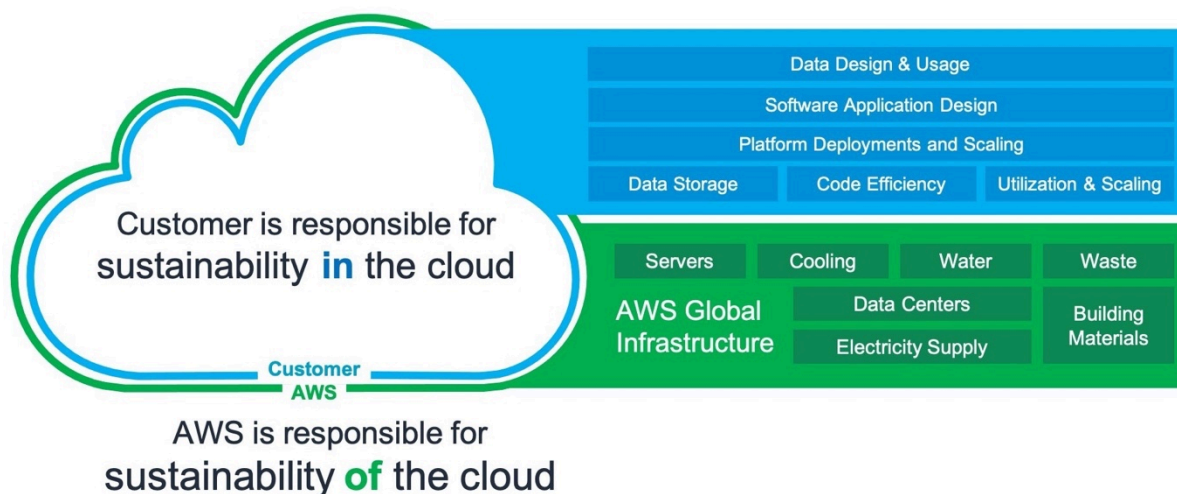 Data Design & Usage
Software Application Design
Platform Deployments and Scaling
Data Storage
Code Efficiency
Utilization & Scaling
Customer is responsible for
sustainability in the cloud
Servers
Cooling
Water
Waste
AWS Global
Infrastructure
Data Centers
Electricity Supply
Building
Materials
Customer
AWS
AWS is responsible for
sustainability of the cloud